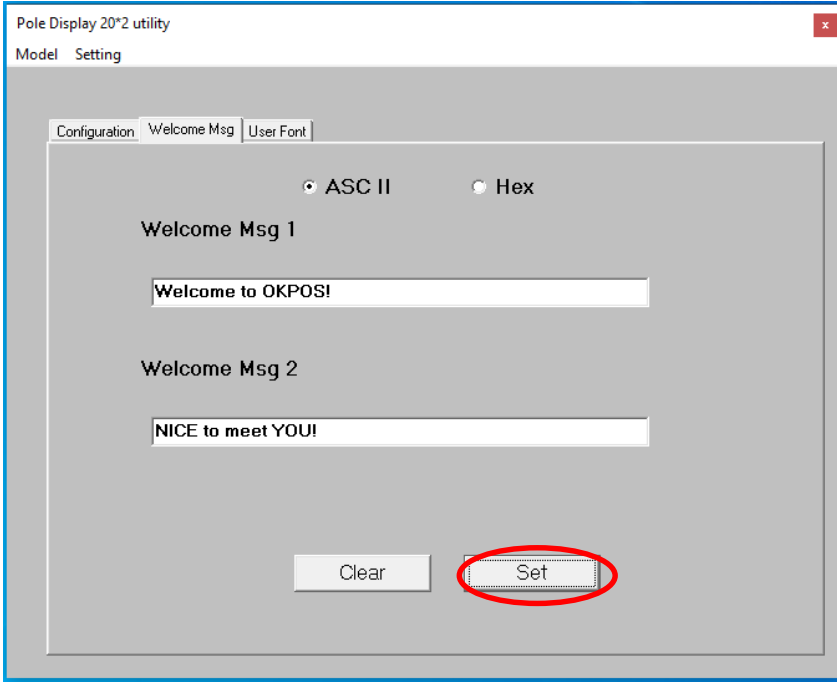 Pole Display 20*2 utility
x
Model Setting
Configuration Welcome Msg User Font
ASC II Hex
Welcome Msg 1
Welcome to OKPOS!
Welcome Msg 2
NICE to meet YOU!
Clear Set